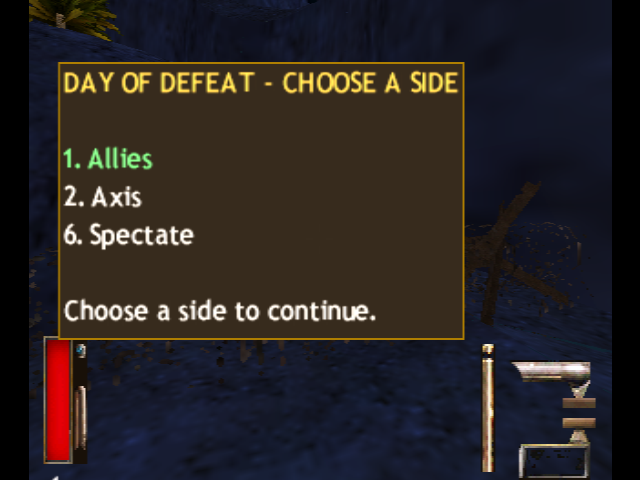 DAY OF DEFEAT - CHOOSE A SIDE
1. Allies
2. Axis
6. Spectate
Choose a side to continue.